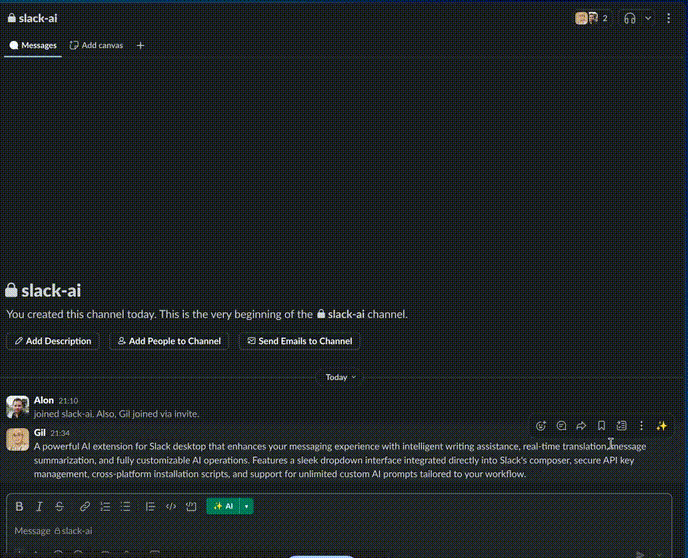 slack-ai
2
Messages
Add canvas
slack-ai
You created this channel today. This is the very beginning of the slack-ai channel.
Add Description
Add People to Channel
Send Emails to Channel
Today
Alon 21:10
joined slack-ai. Also, Gil joined via invite.
Gil 21:34
A powerful AI extension for Slack desktop that enhances your messaging experience with intelligent writing assistance, real-time translation, message
summarization, and fully customizable AI operations. Features a sleek dropdown interface integrated directly into Slack's composer, secure API key
management, cross-platform installation scripts, and support for unlimited custom AI prompts tailored to your workflow.
B I S AI
Message slack-ai